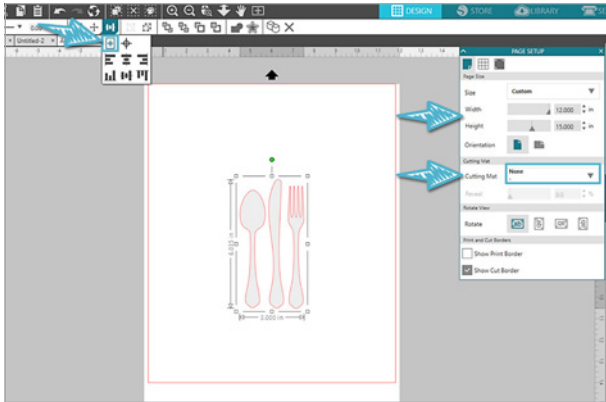 DESIGN
STORE
LIBRARY
Untitled-2 ×
PAGE SETUP
Page Size
Size Custom
Width 12.000 in
Height 15.000 in
Orientation
Cutting Mat
Cutting Mat None
Reveal 0.0 %
Rotate View
Rotate
Print and Cut Borders
Show Print Border
Show Cut Border
3.000 in